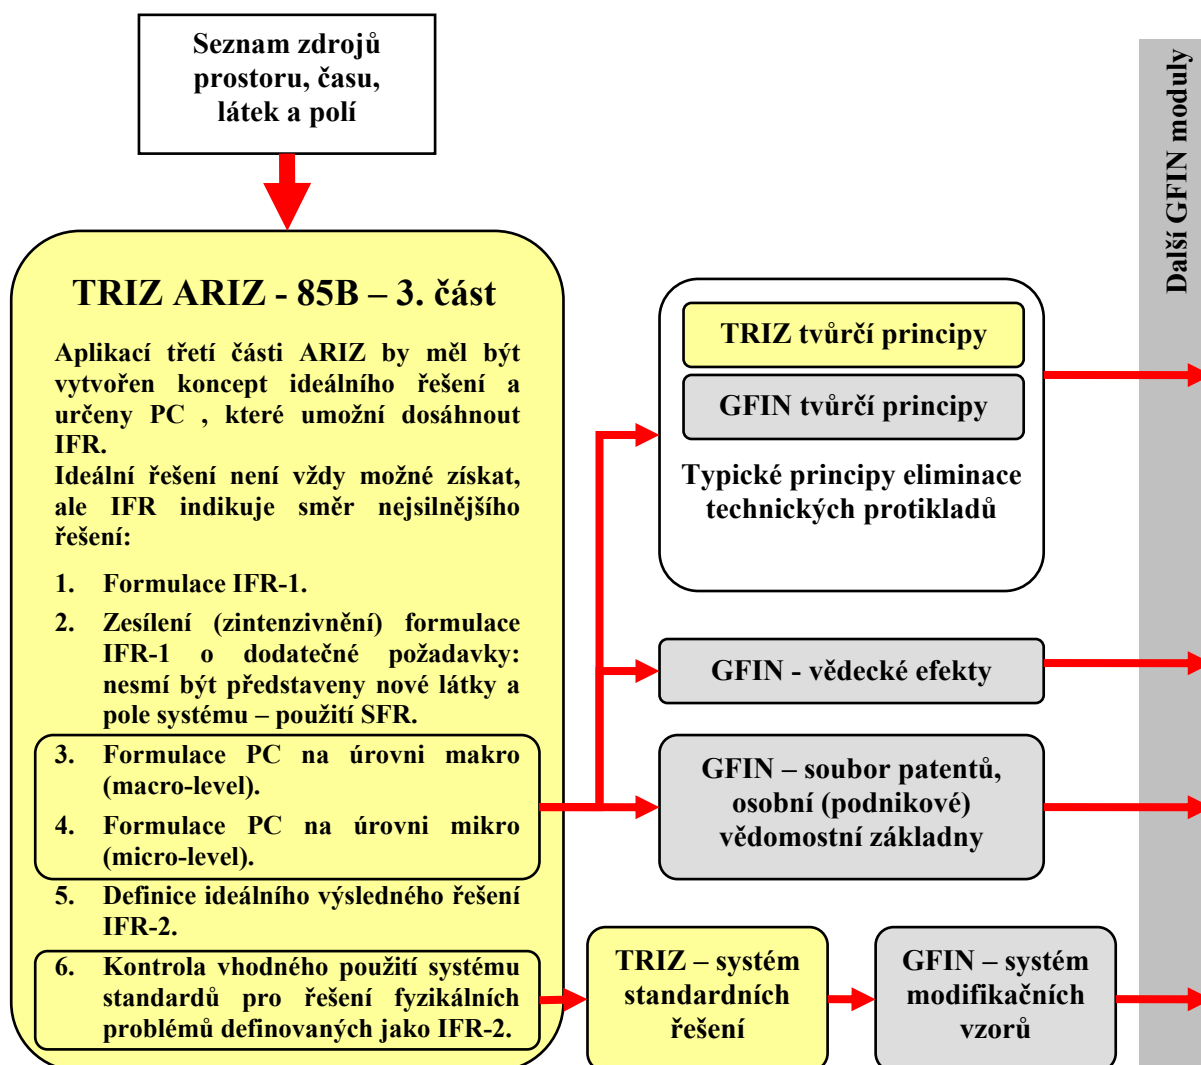 Seznam zdrojů
prostoru, času,
látek a polí
Další GFIN moduly
TRIZ ARIZ - 85B – 3. část
Aplikací třetí části ARIZ by měl být
vytvořen koncept ideálního řešení a
určeny PC , které umožní dosáhnout
IFR.
Ideální řešení není vždy možné získat,
ale IFR indikuje směr nejsilnějšího
řešení:
1. Formulace IFR-1.
2. Zesílení (zintenzivnění) formulace
IFR-1 o dodatečné požadavky:
nesmí být představeny nové látky a
pole systému – použití SFR.
3. Formulace PC na úrovni makro
(macro-level).
4. Formulace PC na úrovni mikro
(micro-level).
5. Definice ideálního výsledného řešení
IFR-2.
6. Kontrola vhodného použití systému
standardů pro řešení fyzikálních
problémů definovaných jako IFR-2.
TRIZ tvůrčí principy
GFIN tvůrčí principy
Typické principy eliminace
technických protikladů
GFIN - vědecké efekty
GFIN – soubor patentů,
osobní (podnikové)
vědomostní základny
TRIZ – systém
standardních
řešení
GFIN – systém
modifikačních
vzorů